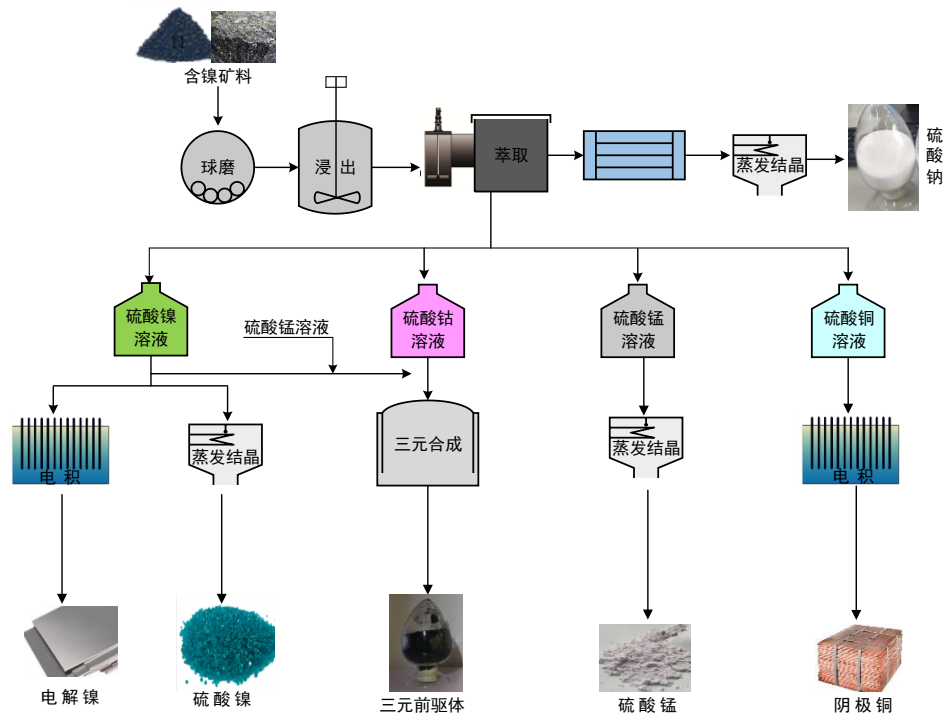 含镍矿料
球磨
浸出
萃取
蒸发结晶
硫酸钠
硫酸镍
溶液
硫酸锰溶液
硫酸钴
溶液
硫酸锰
溶液
硫酸铜
溶液
电积
蒸发结晶
三元合成
蒸发结晶
电积
电解镍
硫酸镍
三元前驱体
硫酸锰
阴极铜